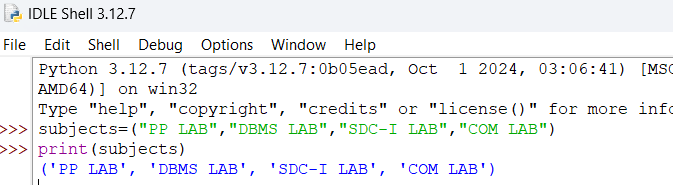 IDLE Shell 3.12.7
File Edit Shell Debug Options Window Help
Python 3.12.7 (tags/v3.12.7:0b05ead, Oct  1 2024, 03:06:41) [MSC
AMD64)] on win32
Type "help", "copyright", "credits" or "license()" for more info
>>> subjects=("PP LAB","DBMS LAB","SDC-I LAB","COM LAB")
>>> print(subjects)
('PP LAB', 'DBMS LAB', 'SDC-I LAB', 'COM LAB')